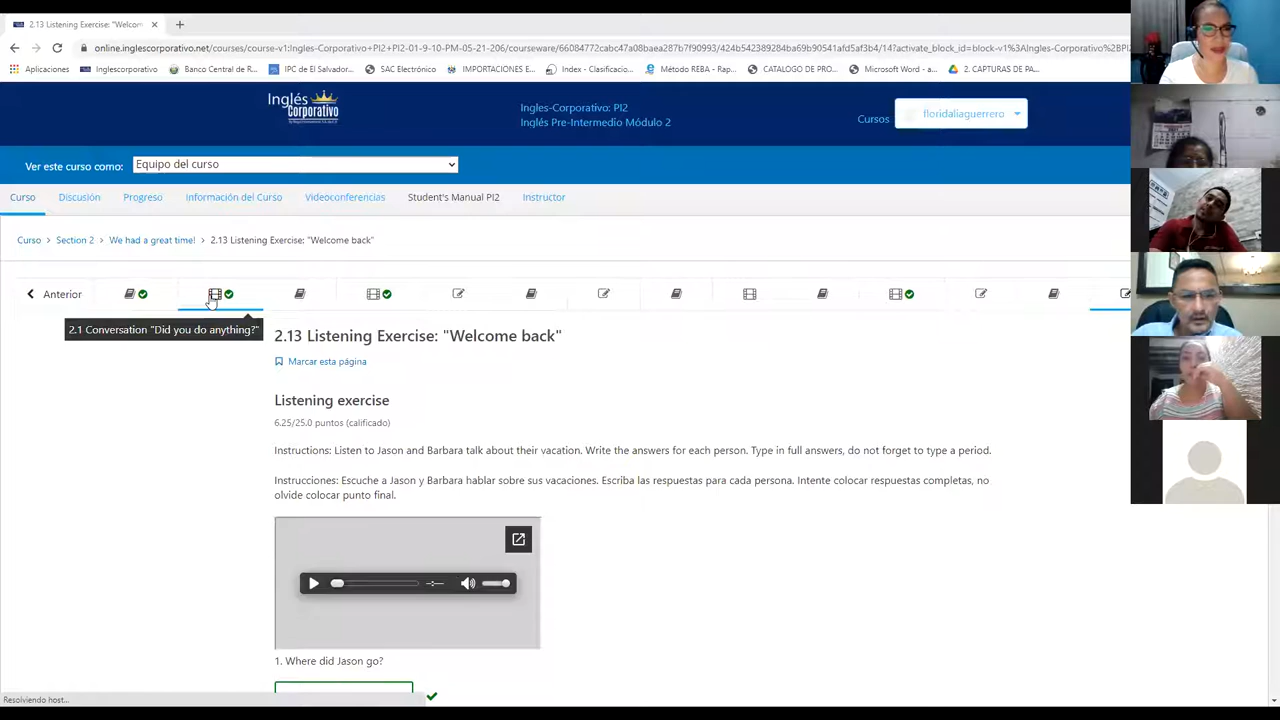 2.13 Listening Exercise: "Welcom
online.inglescorporativo.net/courses/course-v1:Ingles-Corporativo+PI2+PI2-01-9-10-PM-05-21-206/courseware/66084772cabc47a08baea287b7f90993/424b542389284ba69b90541afd5af3b4/14?activate_block_id=block-v1%3AIngles-Corporativo%2BPI
Aplicaciones
Inglescorporativo
Banco Central de R...
IPC de El Salvador...
SAC Electrónico
IMPORTACIONES E...
Index - Clasificacio...
Método REBA - Rap...
CATALOGO DE PRO...
Microsoft Word - a...
2. CAPTURAS DE PA...
Inglés
Corporativo
Ingles-Corporativo: PI2
Inglés Pre-Intermedio Módulo 2
Cursos
floridaliaguerrero
Ver este curso como:
Equipo del curso
Curso
Discusión
Progreso
Información del Curso
Videoconferencias
Student's Manual PI2
Instructor
Curso > Section 2 > We had a great time! > 2.13 Listening Exercise: "Welcome back"
Anterior
2.1 Conversation "Did you do anything?"
2.13 Listening Exercise: "Welcome back"
Marcar esta página
Listening exercise
6.25/25.0 puntos (calificado)
Instructions: Listen to Jason and Barbara talk about their vacation. Write the answers for each person. Type in full answers, do not forget to type a period.
Instrucciones: Escuche a Jason y Barbara hablar sobre sus vacaciones. Escriba las respuestas para cada persona. Intente colocar respuestas completas, no
olvide colocar punto final.
-:--
1. Where did Jason go?
Resolviendo host...